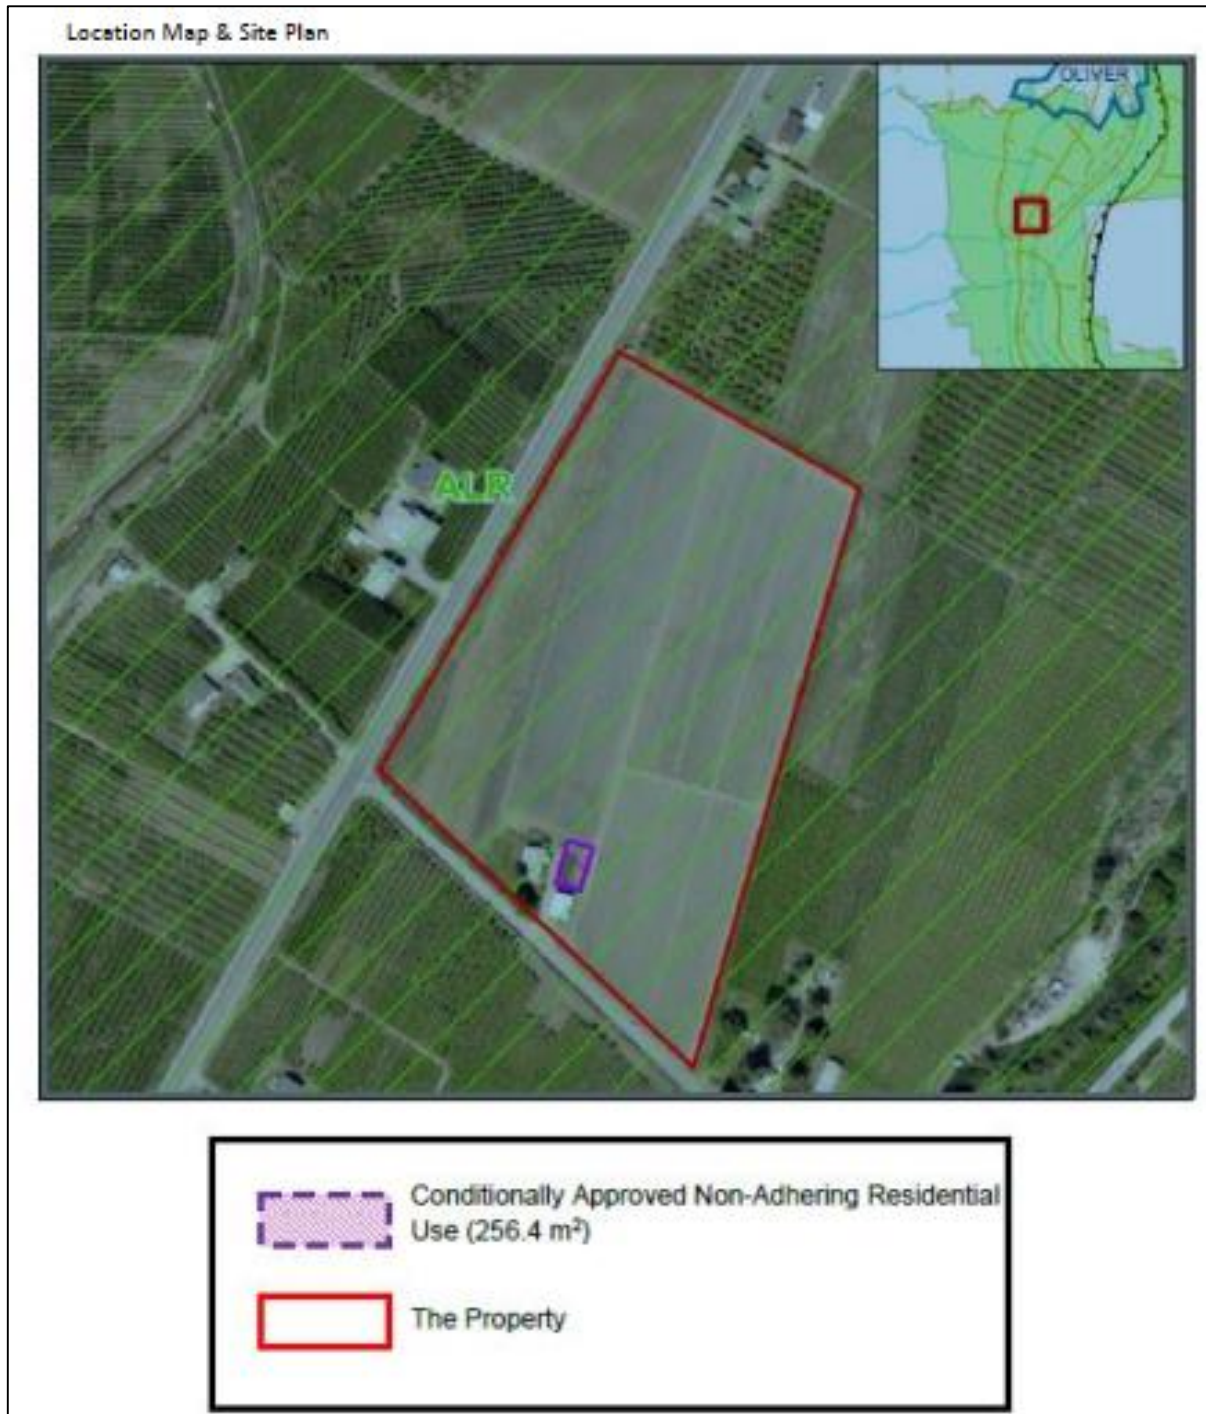 Location Map & Site Plan
OLIVER
ALR
Conditionally Approved Non-Adhering Residential
Use (256.4 m²)
The Property